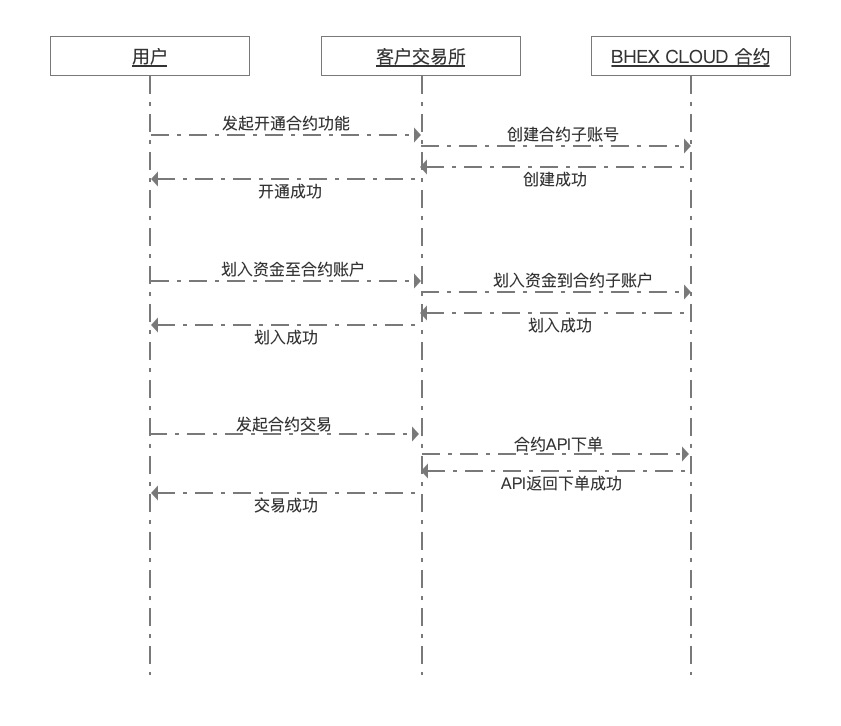 用户
客户交易所
BHEX CLOUD 合约
发起开通合约功能
创建合约子账号
创建成功
开通成功
划入资金至合约账户
划入资金到合约子账户
划入成功
划入成功
发起合约交易
合约API下单
API返回下单成功
交易成功